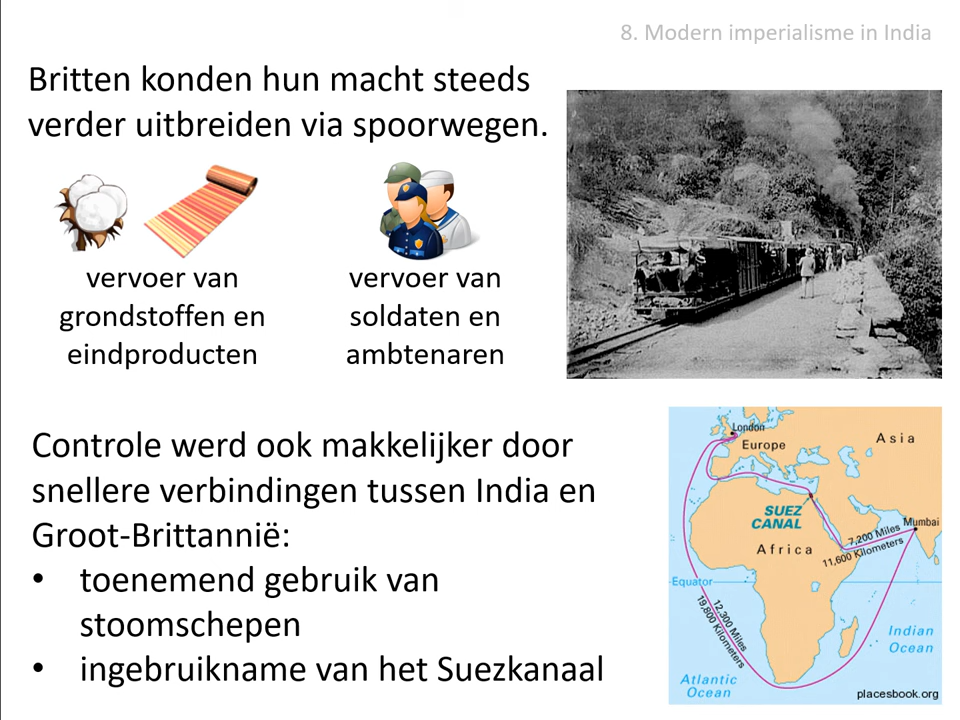 8. Modern imperialisme in India
Britten konden hun macht steeds
verder uitbreiden via spoorwegen.
vervoer van
grondstoffen en
eindproducten
vervoer van
soldaten en
ambtenaren
Controle werd ook makkelijker door
snellere verbindingen tussen India en
Groot-Brittannië:
• toenemend gebruik van
stoomschepen
• ingebruikname van het Suezkanaal
London
Europe
Asia
SUEZ
CANAL
Mumbai
7,200 Miles
11,600 Kilometers
Africa
Equator
12,300 Miles
19,800 Kilometers
Indian
Ocean
Atlantic
Ocean
placesbook.org